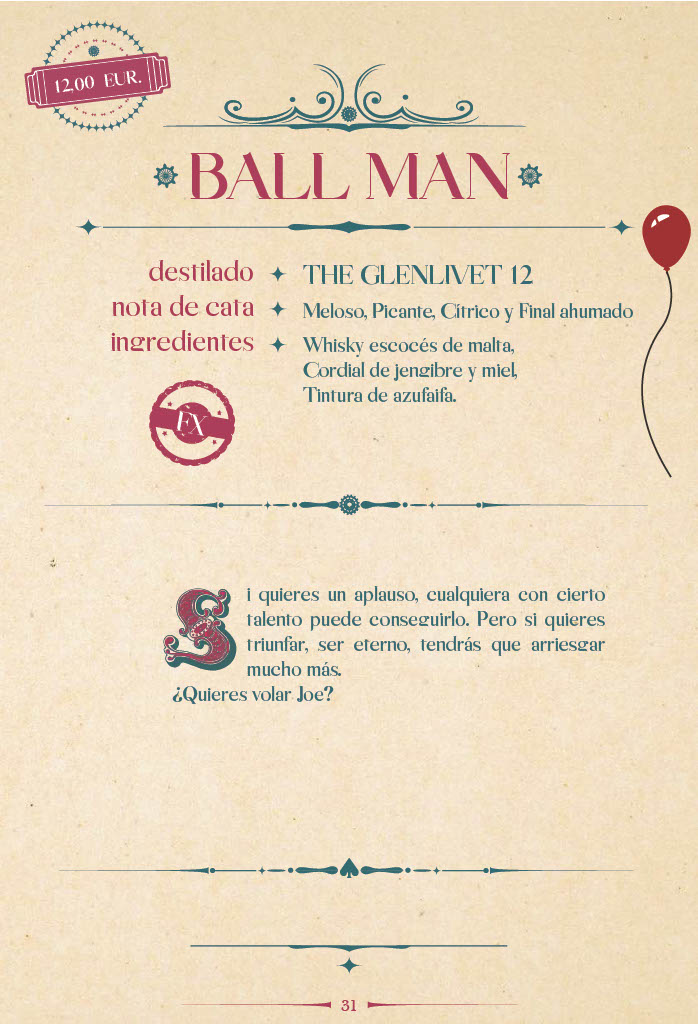 12,00 EUR.
BALL MAN
destilado THE GLENLIVET 12
nota de cata Meloso, Picante, Cítrico y Final ahumado
ingredientes Whisky escocés de malta,
Cordial de jengibre y miel,
Tintura de azufaifa.
FX
Si quieres un aplauso, cualquiera con cierto
talento puede conseguirlo. Pero si quieres
triunfar, ser eterno, tendrás que arriesgar
mucho más.
¿Quieres volar Joe?
31